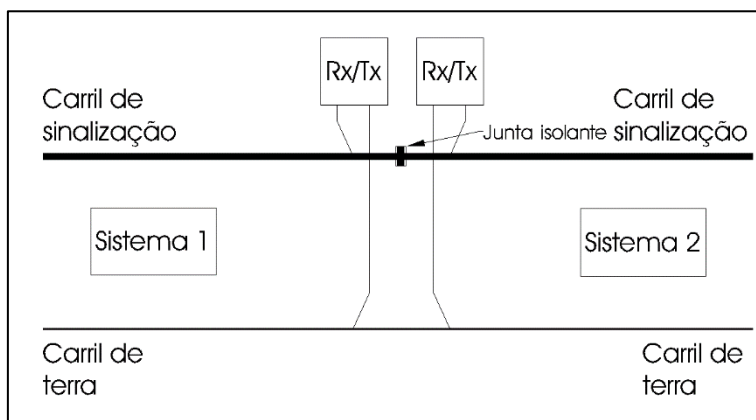 Rx/Tx
Rx/Tx
Carril de
sinalização
Junta isolante
Carril de
sinalização
Sistema 1
Sistema 2
Carril de
terra
Carril de
terra